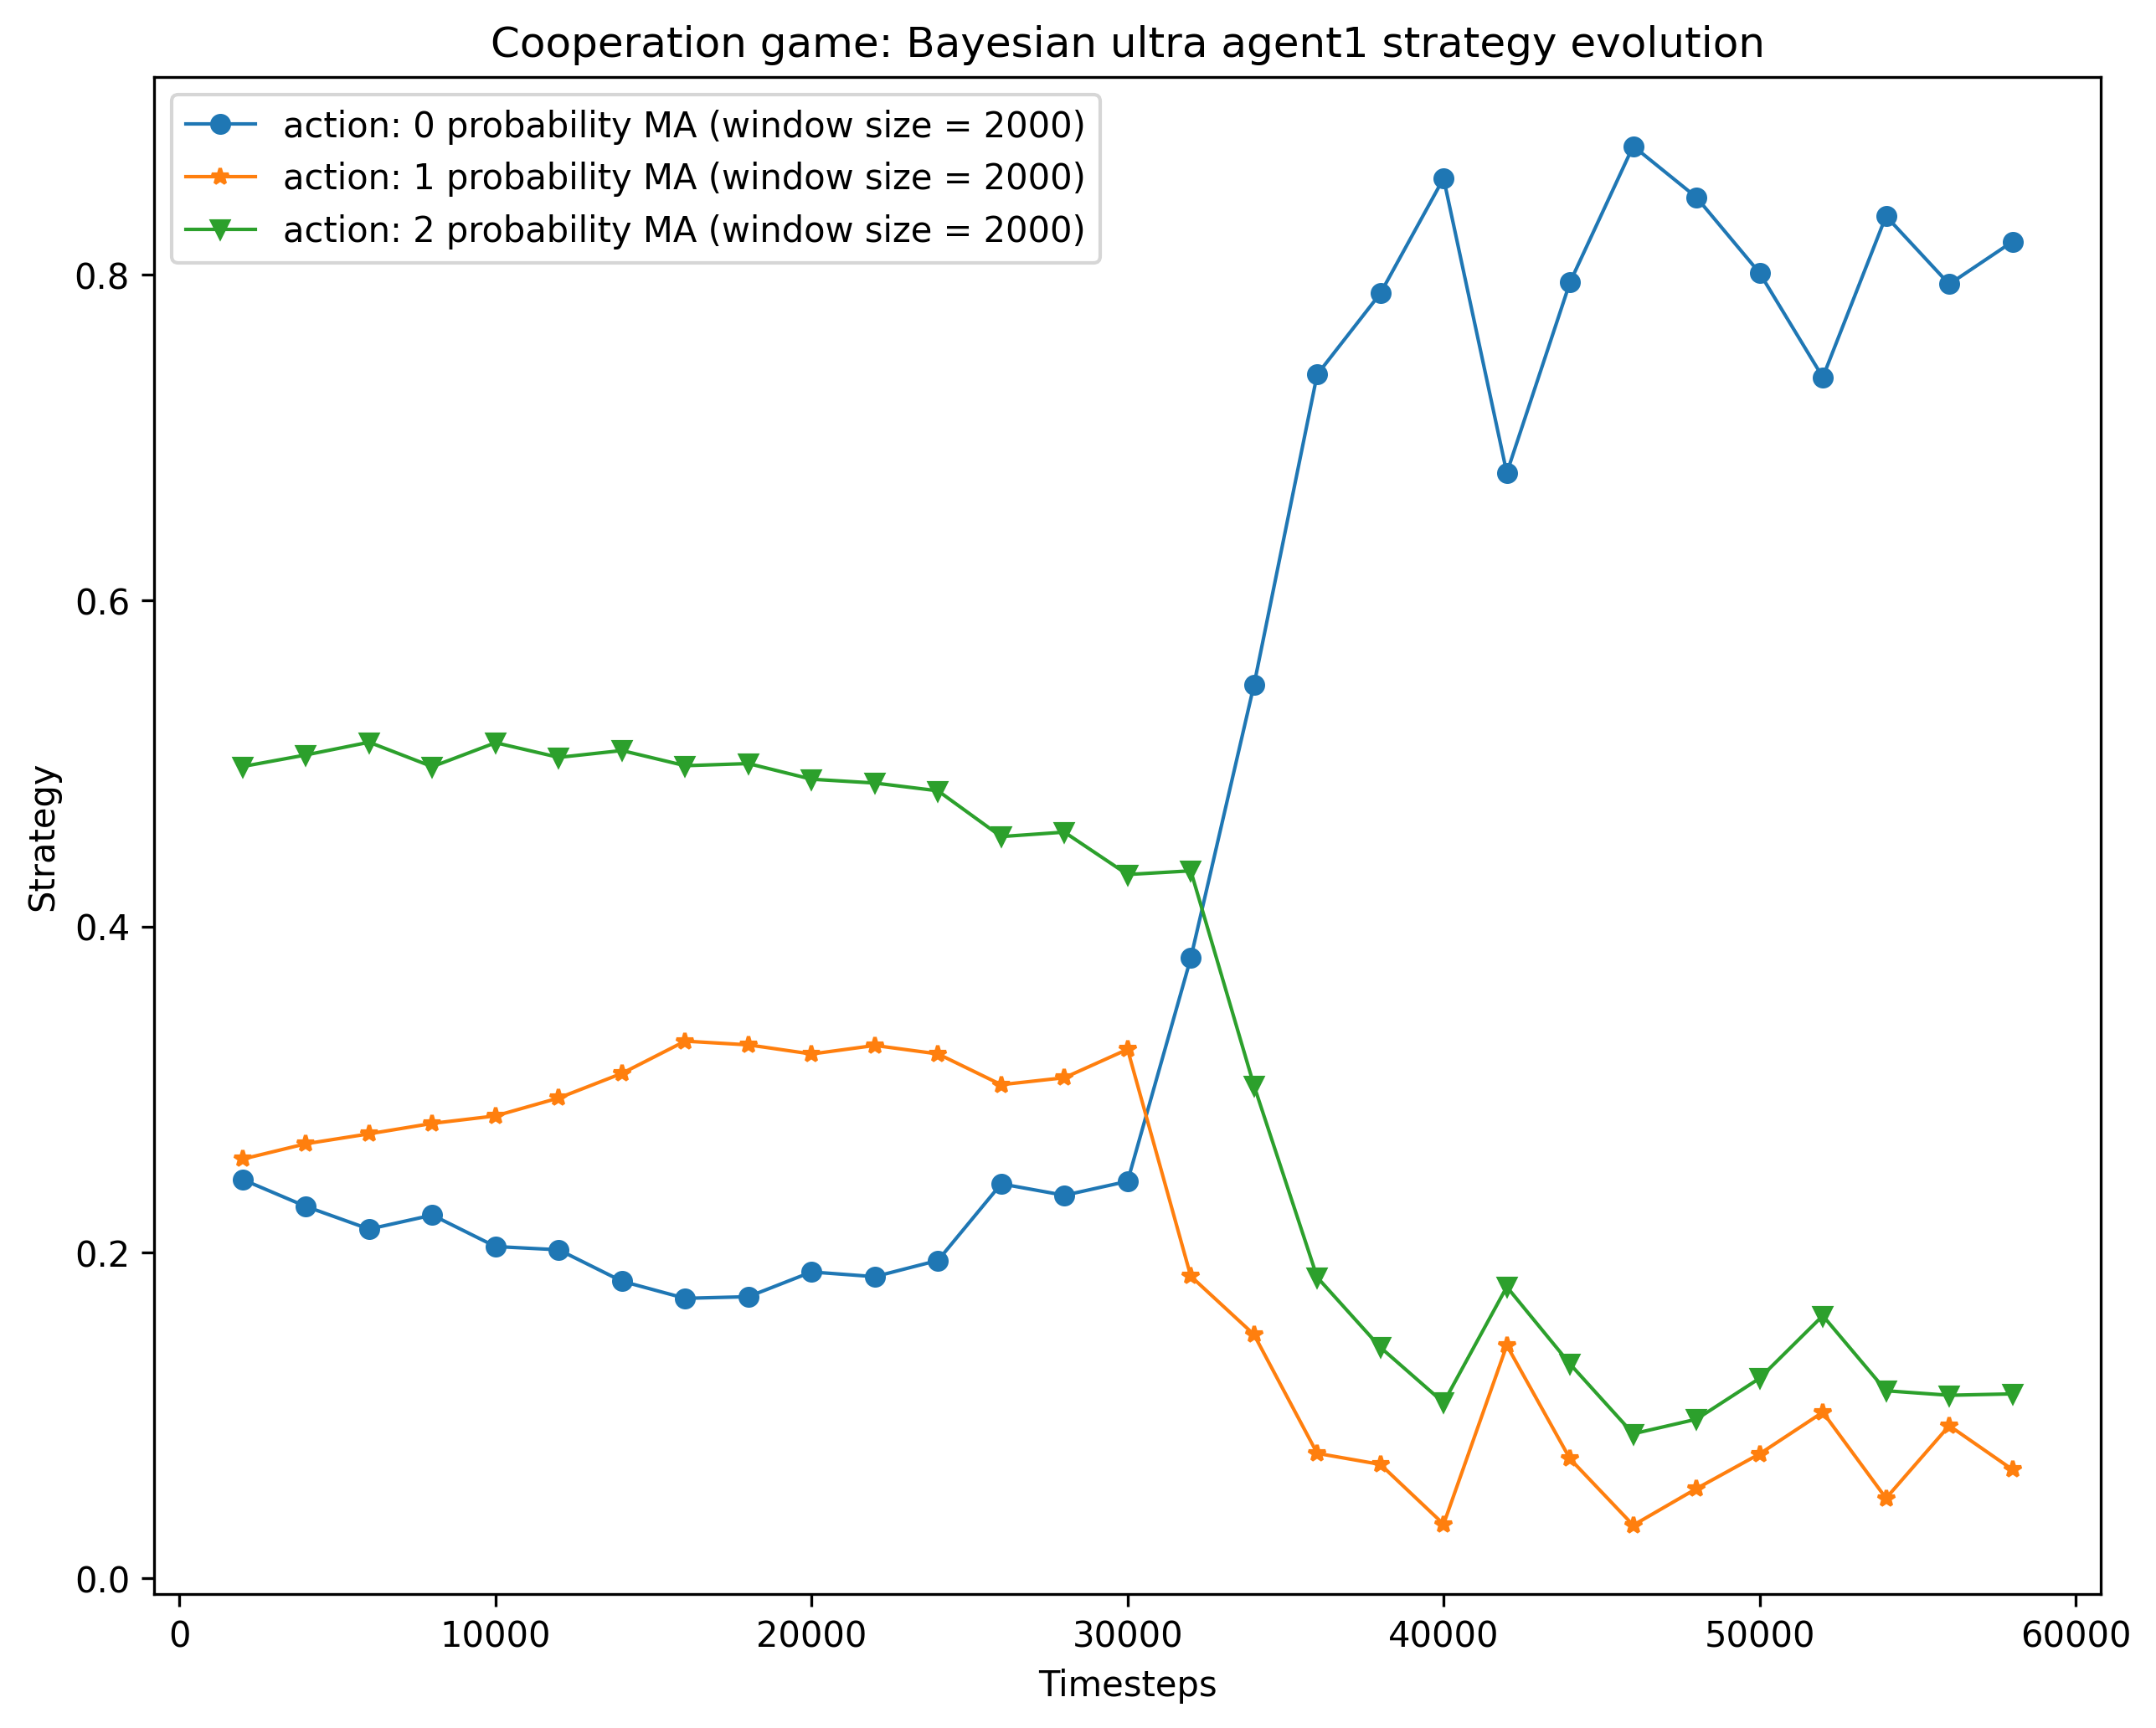 Cooperation game: Bayesian ultra agent1 strategy evolution
action: 0 probability MA (window size = 2000)
action: 1 probability MA (window size = 2000)
action: 2 probability MA (window size = 2000)
Strategy
0.8
0.6
0.4
0.2
0.0
0
10000
20000
30000
40000
50000
60000
Timesteps